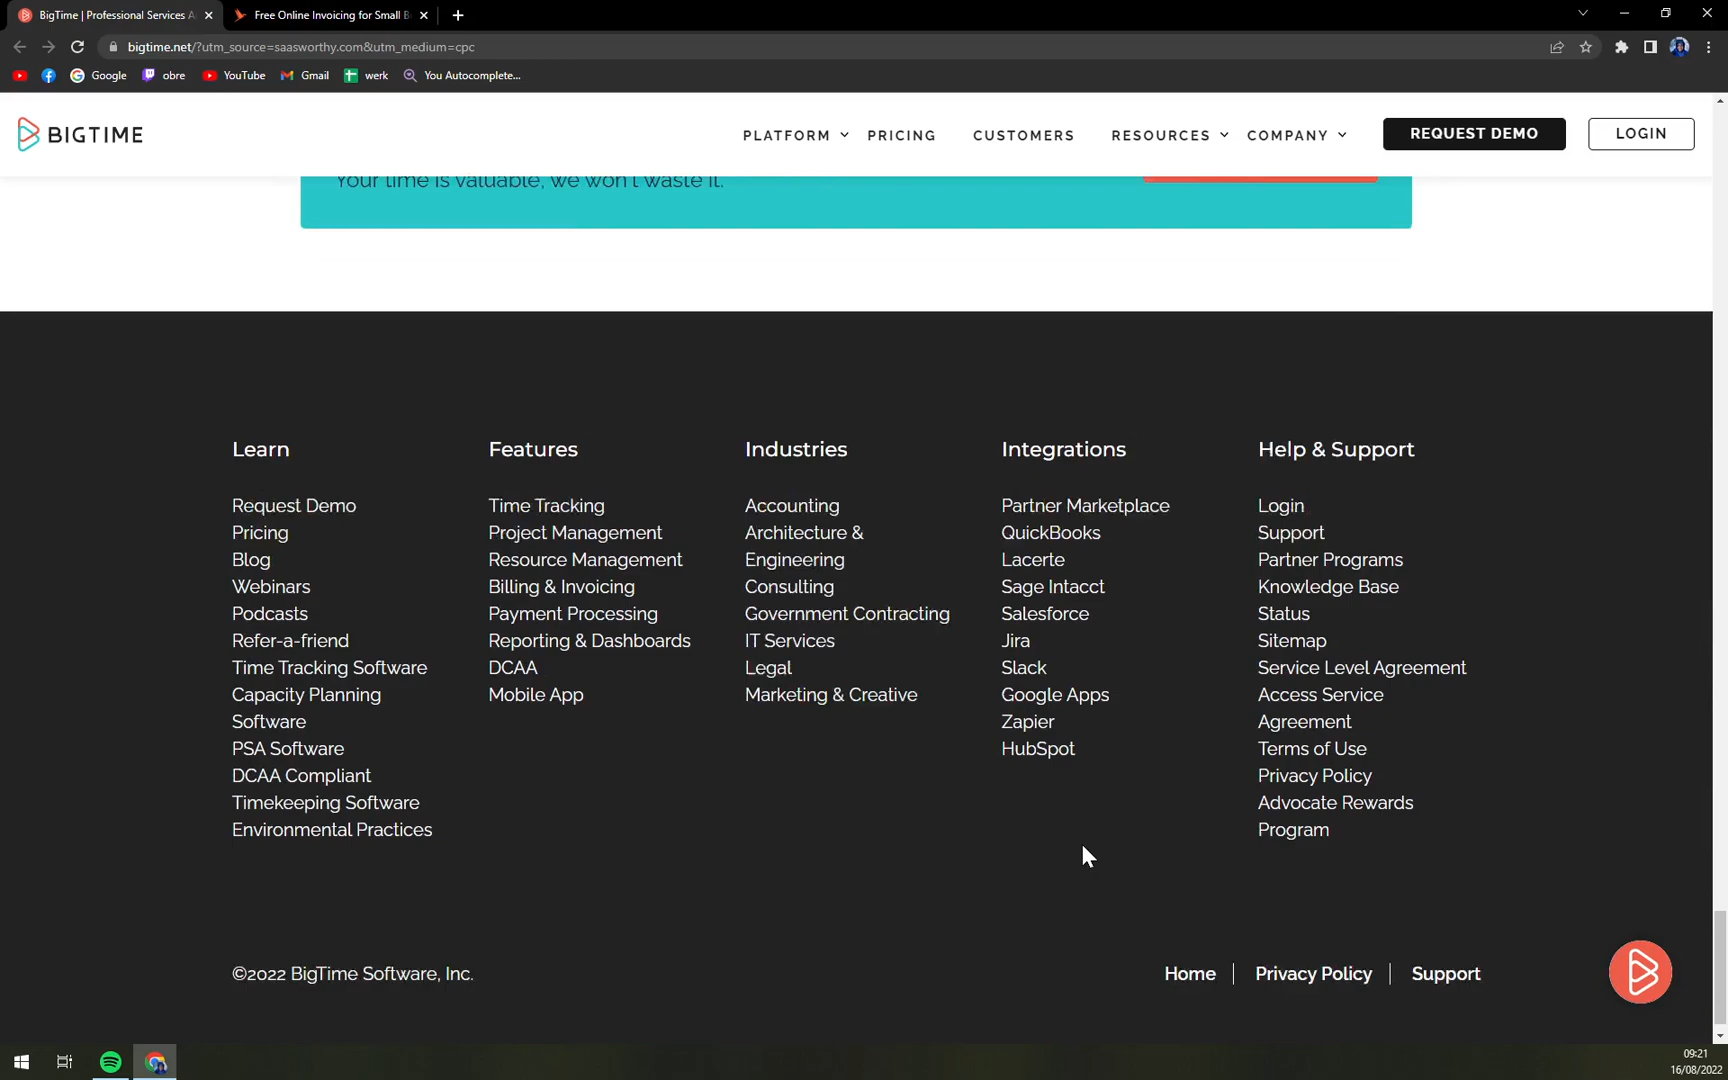 BigTime | Professional Services A
Free Online Invoicing for Small B
bigtime.net/?utm_source=saasworthy.com&utm_medium=cpc
Google
obre
YouTube
Gmail
werk
You Autocomplete...
BIGTIME
PLATFORM
PRICING
CUSTOMERS
RESOURCES
COMPANY
REQUEST DEMO
LOGIN
Your time is valuable, we won't waste it.
Learn
Request Demo
Pricing
Blog
Webinars
Podcasts
Refer-a-friend
Time Tracking Software
Capacity Planning
Software
PSA Software
DCAA Compliant
Timekeeping Software
Environmental Practices
Features
Time Tracking
Project Management
Resource Management
Billing & Invoicing
Payment Processing
Reporting & Dashboards
DCAA
Mobile App
Industries
Accounting
Architecture &
Engineering
Consulting
Government Contracting
IT Services
Legal
Marketing & Creative
Integrations
Partner Marketplace
QuickBooks
Lacerte
Sage Intacct
Salesforce
Jira
Slack
Google Apps
Zapier
HubSpot
Help & Support
Login
Support
Partner Programs
Knowledge Base
Status
Sitemap
Service Level Agreement
Access Service
Agreement
Terms of Use
Privacy Policy
Advocate Rewards
Program
©2022 BigTime Software, Inc.
Home
Privacy Policy
Support
09:21
16/08/2022